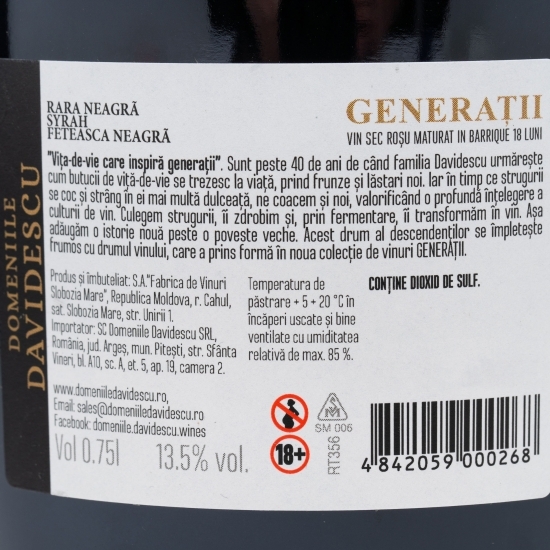 DOMENIILE
DAVIDESCU
RARA NEAGRĂ
SYRAH
FETEASCA NEAGRĂ
GENERAȚII
VIN SEC ROȘU MATURAT IN BARRIQUE 18 LUNI
"Vița-de-vie care inspiră generații". Sunt peste 40 de ani de când familia Davidescu urmărește
cum butucii de viță-de-vie se trezesc la viață, prind frunze și lăstari noi. Iar în timp ce strugurii
se coc și strâng în ei mai multă dulceață, ne coacem și noi, valorificând o profundă înțelegere a
culturii de vin. Culegem strugurii, îi zdrobim și, prin fermentare, îi transformăm în vin. Așa
adăugăm o istorie nouă peste o poveste veche. Acest drum al descendenților se împletește
frumos cu drumul vinului, care a prins formă în noua colecție de vinuri GENERAȚII.
Produs și îmbuteliat: S.A."Fabrica de Vinuri
Slobozia Mare", Republica Moldova, r. Cahul,
sat. Slobozia Mare, str. Unirii 1.
Importator: SC Domeniile Davidescu SRL,
România, jud. Argeș, mun. Pitești, str. Sfânta
Vineri, bl. A10, sc. A, et. 5, ap. 19, camera 2.
Temperatura de
păstrare + 5 + 20 °C în
încăperi uscate și bine
ventilate cu umiditatea
relativă de max. 85 %.
CONȚINE DIOXID DE SULF.
www.domeniiledavidescu.ro,
Email: sales@domeniiledavidescu.ro,
Facebook: domeniile.davidescu.wines
Vol 0.75l
13.5% vol.
18+
SM 006
RT356
4 842059 000268